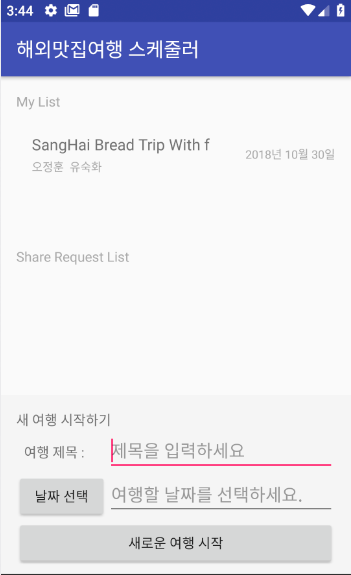 3:44
해외맛집여행 스케줄러
My List
SangHai Bread Trip With f
2018년 10월 30일
오정훈 유숙화
Share Request List
새 여행 시작하기
여행 제목 : 제목을 입력하세요
날짜 선택 여행할 날짜를 선택하세요.
새로운 여행 시작